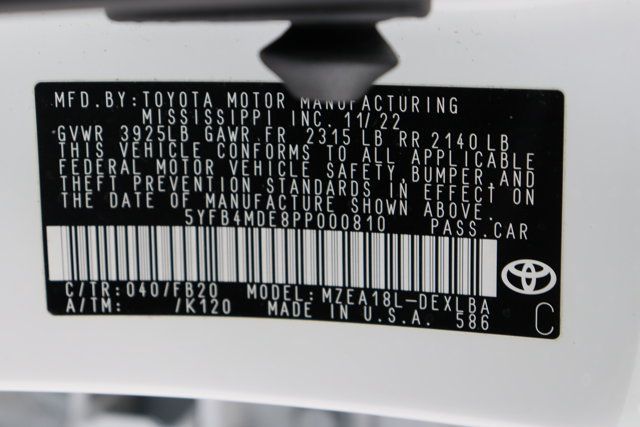 MFD.BY:TOYOTA MOTOR MANUFACTURING
MISSISSIPPI INC. 11/22
GVWR 3925LB GAWR FR 2315 LB RR 2140 LB
THIS VEHICLE CONFORMS TO ALL APPLICABLE
FEDERAL MOTOR VEHICLE SAFETY, BUMPER, AND
THEFT PREVENTION STANDARDS IN EFFECT ON
THE DATE OF MANUFACTURE SHOWN ABOVE.
5YFB4MDE8PP000810 PASS.CAR
C/TR:040/FB20 MODEL:MZEA18L-DEXLBA
A/TM: /K120 MADE IN U.S.A. 586
C